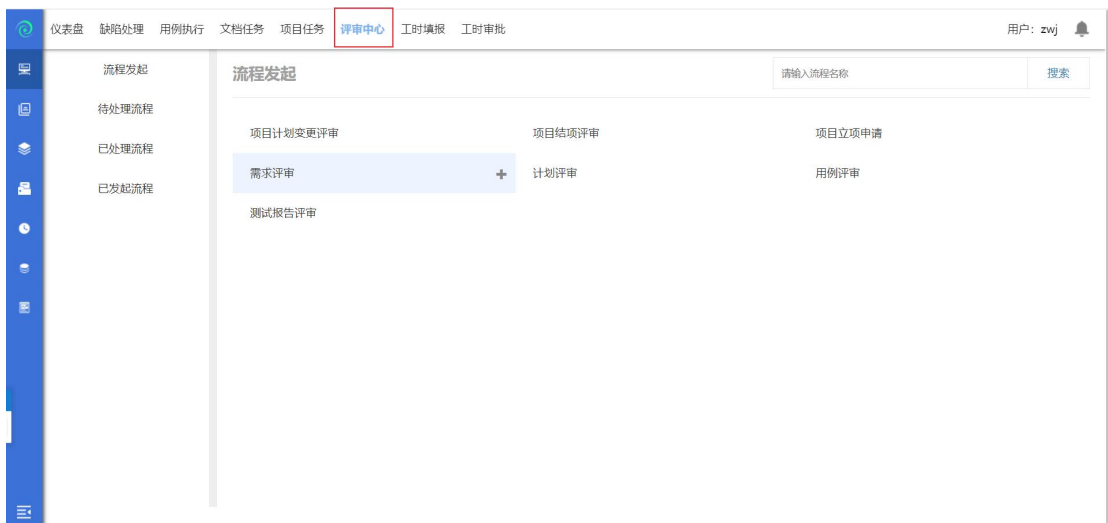 仪表盘 缺陷处理 用例执行 文档任务 项目任务 评审中心 工时填报 工时审批 用户: zwj
流程发起
待处理流程
已处理流程
已发起流程
流程发起 请输入流程名称 搜索
项目计划变更评审 项目结项评审 项目立项申请
需求评审 计划评审 用例评审
测试报告评审